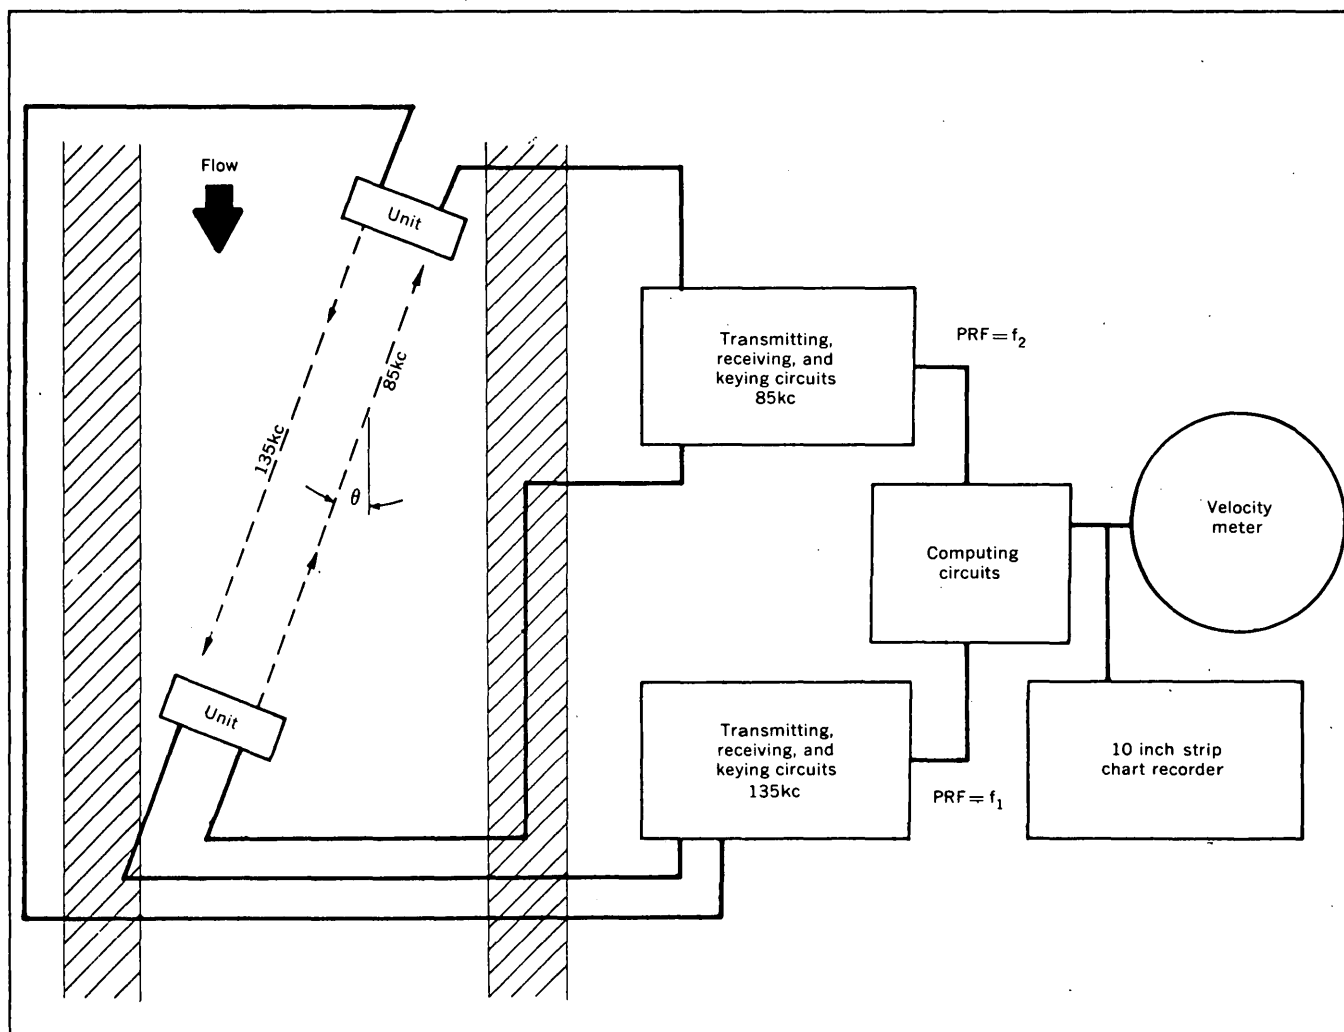 Flow
Unit
135kc
85kc
θ
Unit
Transmitting,
receiving, and
keying circuits
85kc
PRF=f₂
Computing
circuits
Velocity
meter
Transmitting,
receiving, and
keying circuits
135kc
PRF=f₁
10 inch strip
chart recorder